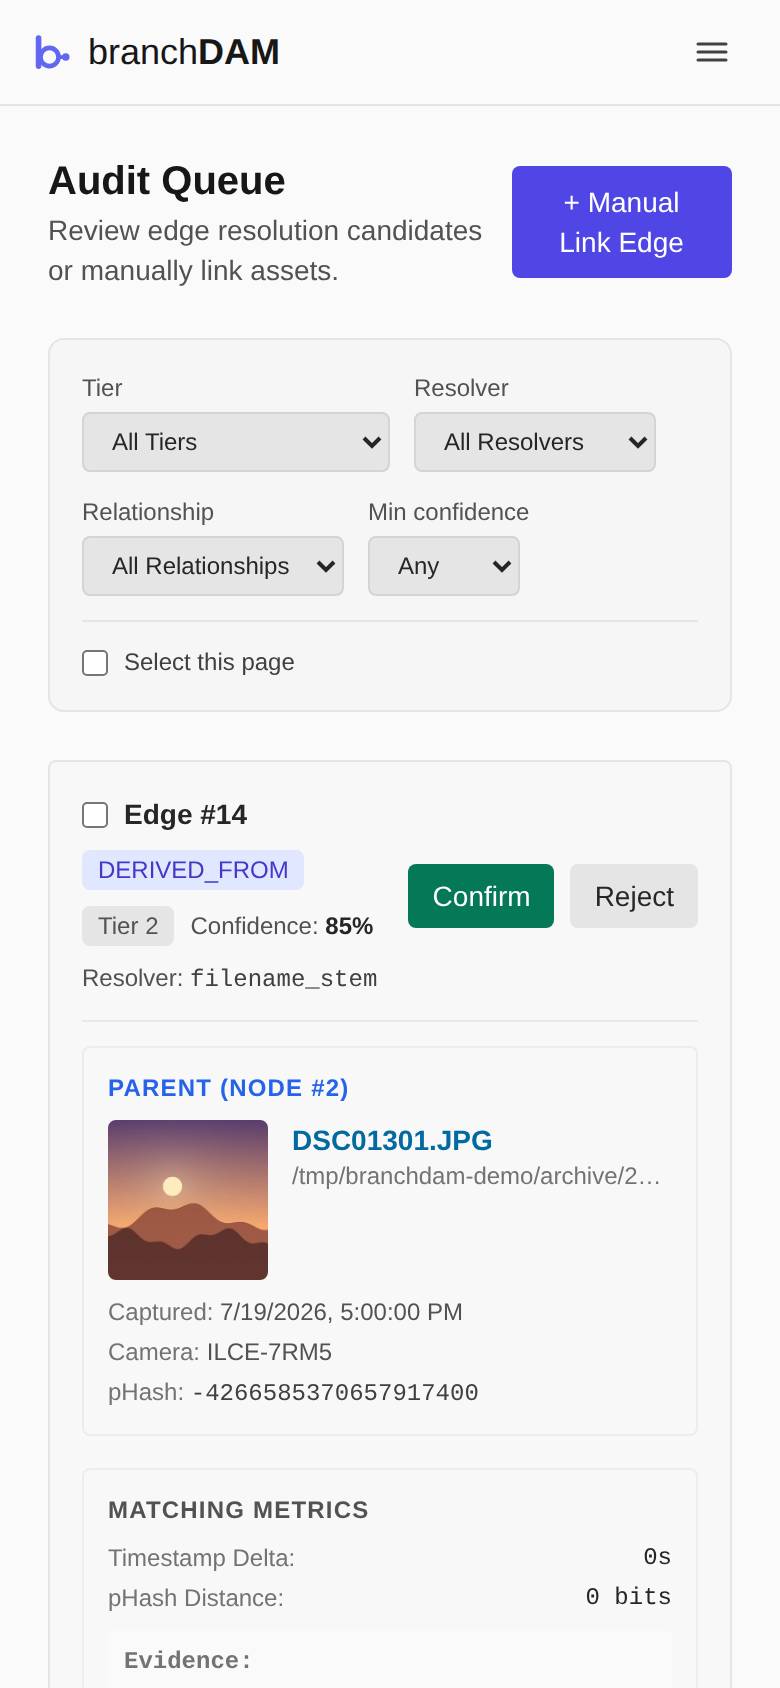 branchDAM
Audit Queue
Review edge resolution candidates
or manually link assets.
+ Manual
Link Edge
Tier
Resolver
All Tiers
All Resolvers
Relationship
Min confidence
All Relationships
Any
Select this page
Edge #14
DERIVED_FROM
Tier 2
Confidence: 85%
Resolver: filename_stem
Confirm
Reject
PARENT (NODE #2)
DSC01301.JPG
/tmp/branchdam-demo/archive/2…
Captured: 7/19/2026, 5:00:00 PM
Camera: ILCE-7RM5
pHash: -4266585370657917400
MATCHING METRICS
Timestamp Delta: 0s
pHash Distance: 0 bits
Evidence: